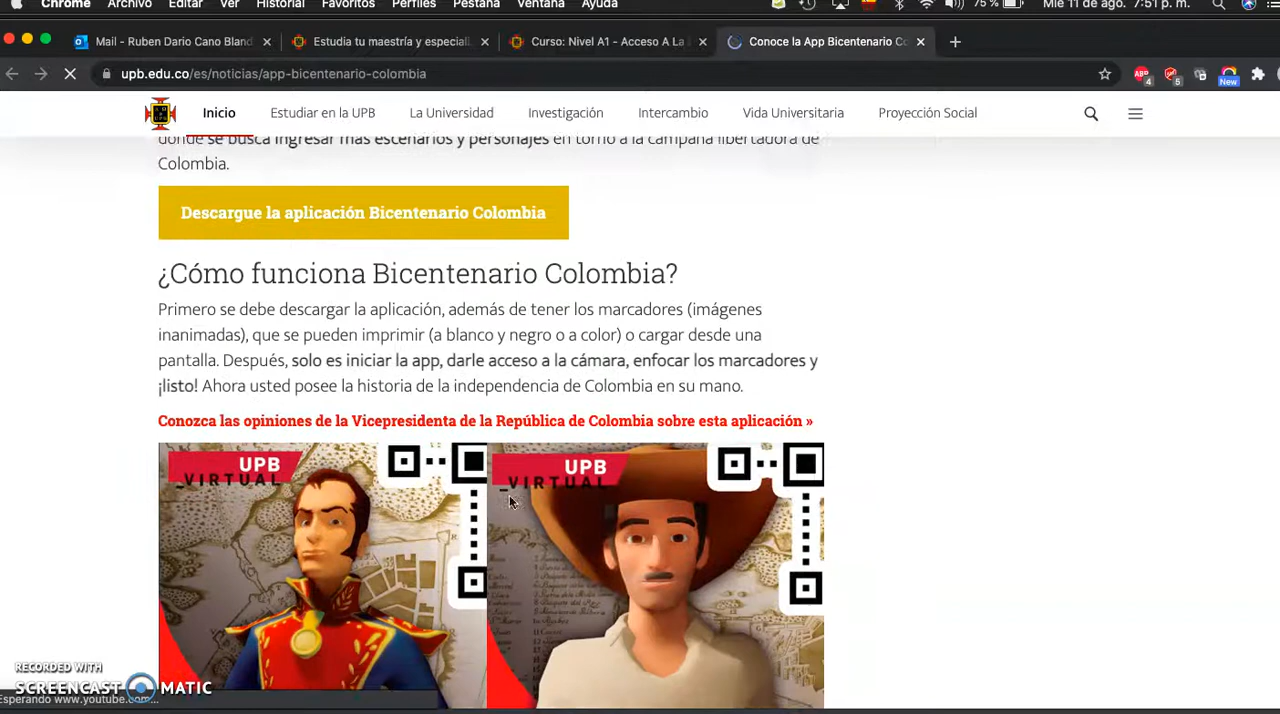 Chrome Archivo Editar Ver Historial Favoritos Perfiles Pestaña Ventana Ayuda 75 % Mié 11 de ago. 7:51 p. m.
Mail - Ruben Dario Cano Bland × Estudia tu maestría y especiali × Curso: Nivel A1 - Acceso A La × Conoce la App Bicentenario Co × +
upb.edu.co/es/noticias/app-bicentenario-colombia ABP 4 5 New
Inicio Estudiar en la UPB La Universidad Investigación Intercambio Vida Universitaria Proyección Social
donde se busca ingresar más escenarios y personajes en torno a la campaña libertadora de
Colombia.
Descargue la aplicación Bicentenario Colombia
¿Cómo funciona Bicentenario Colombia?
Primero se debe descargar la aplicación, además de tener los marcadores (imágenes
inanimadas), que se pueden imprimir (a blanco y negro o a color) o cargar desde una
pantalla. Después, solo es iniciar la app, darle acceso a la cámara, enfocar los marcadores y
¡listo! Ahora usted posee la historia de la independencia de Colombia en su mano.
Conozca las opiniones de la Vicepresidenta de la República de Colombia sobre esta aplicación »
UPB
_VIRTUAL
UPB
_VIRTUAL
RECORDED WITH
SCREENCAST MATIC
Esperando www.youtube.com...